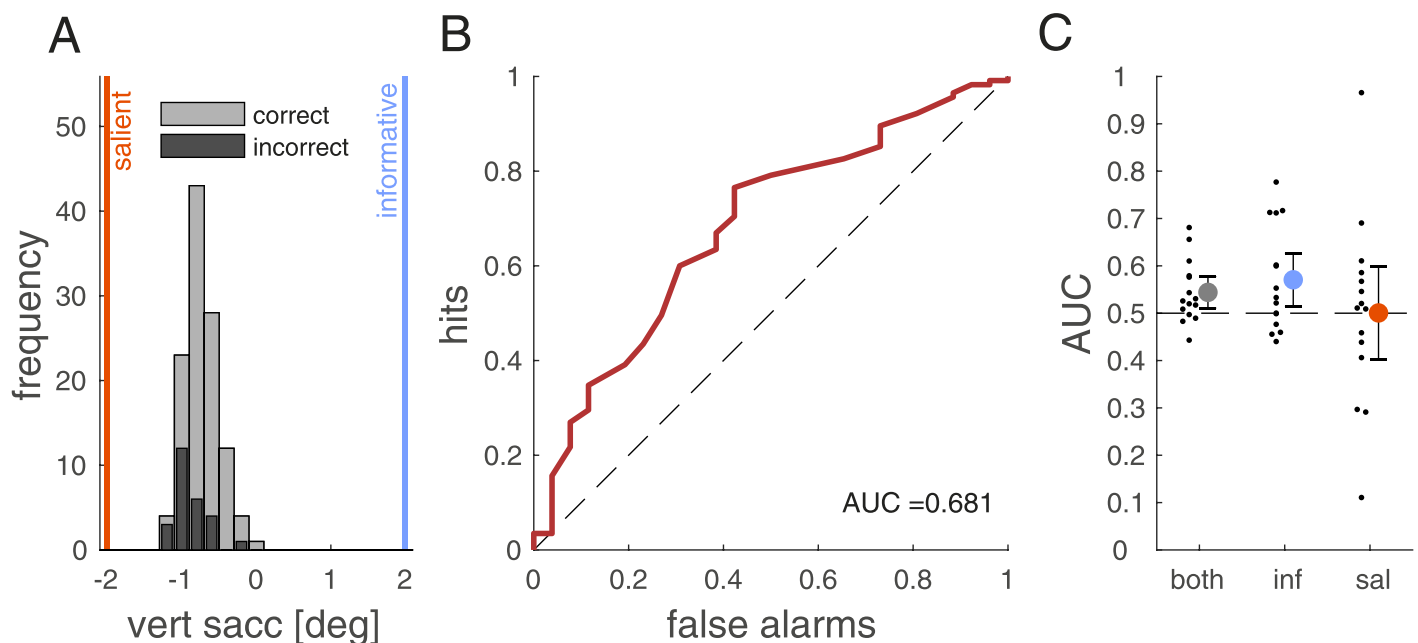 A
salient
correct
incorrect
informative
50
40
30
20
10
0
frequency
-2
-1
0
1
2
vert sacc [deg]
B
1
0.8
0.6
0.4
0.2
0
hits
AUC =0.681
0
0.2
0.4
0.6
0.8
1
false alarms
C
1
0.9
0.8
0.7
0.6
0.5
0.4
0.3
0.2
0.1
0
AUC
both
inf
sal